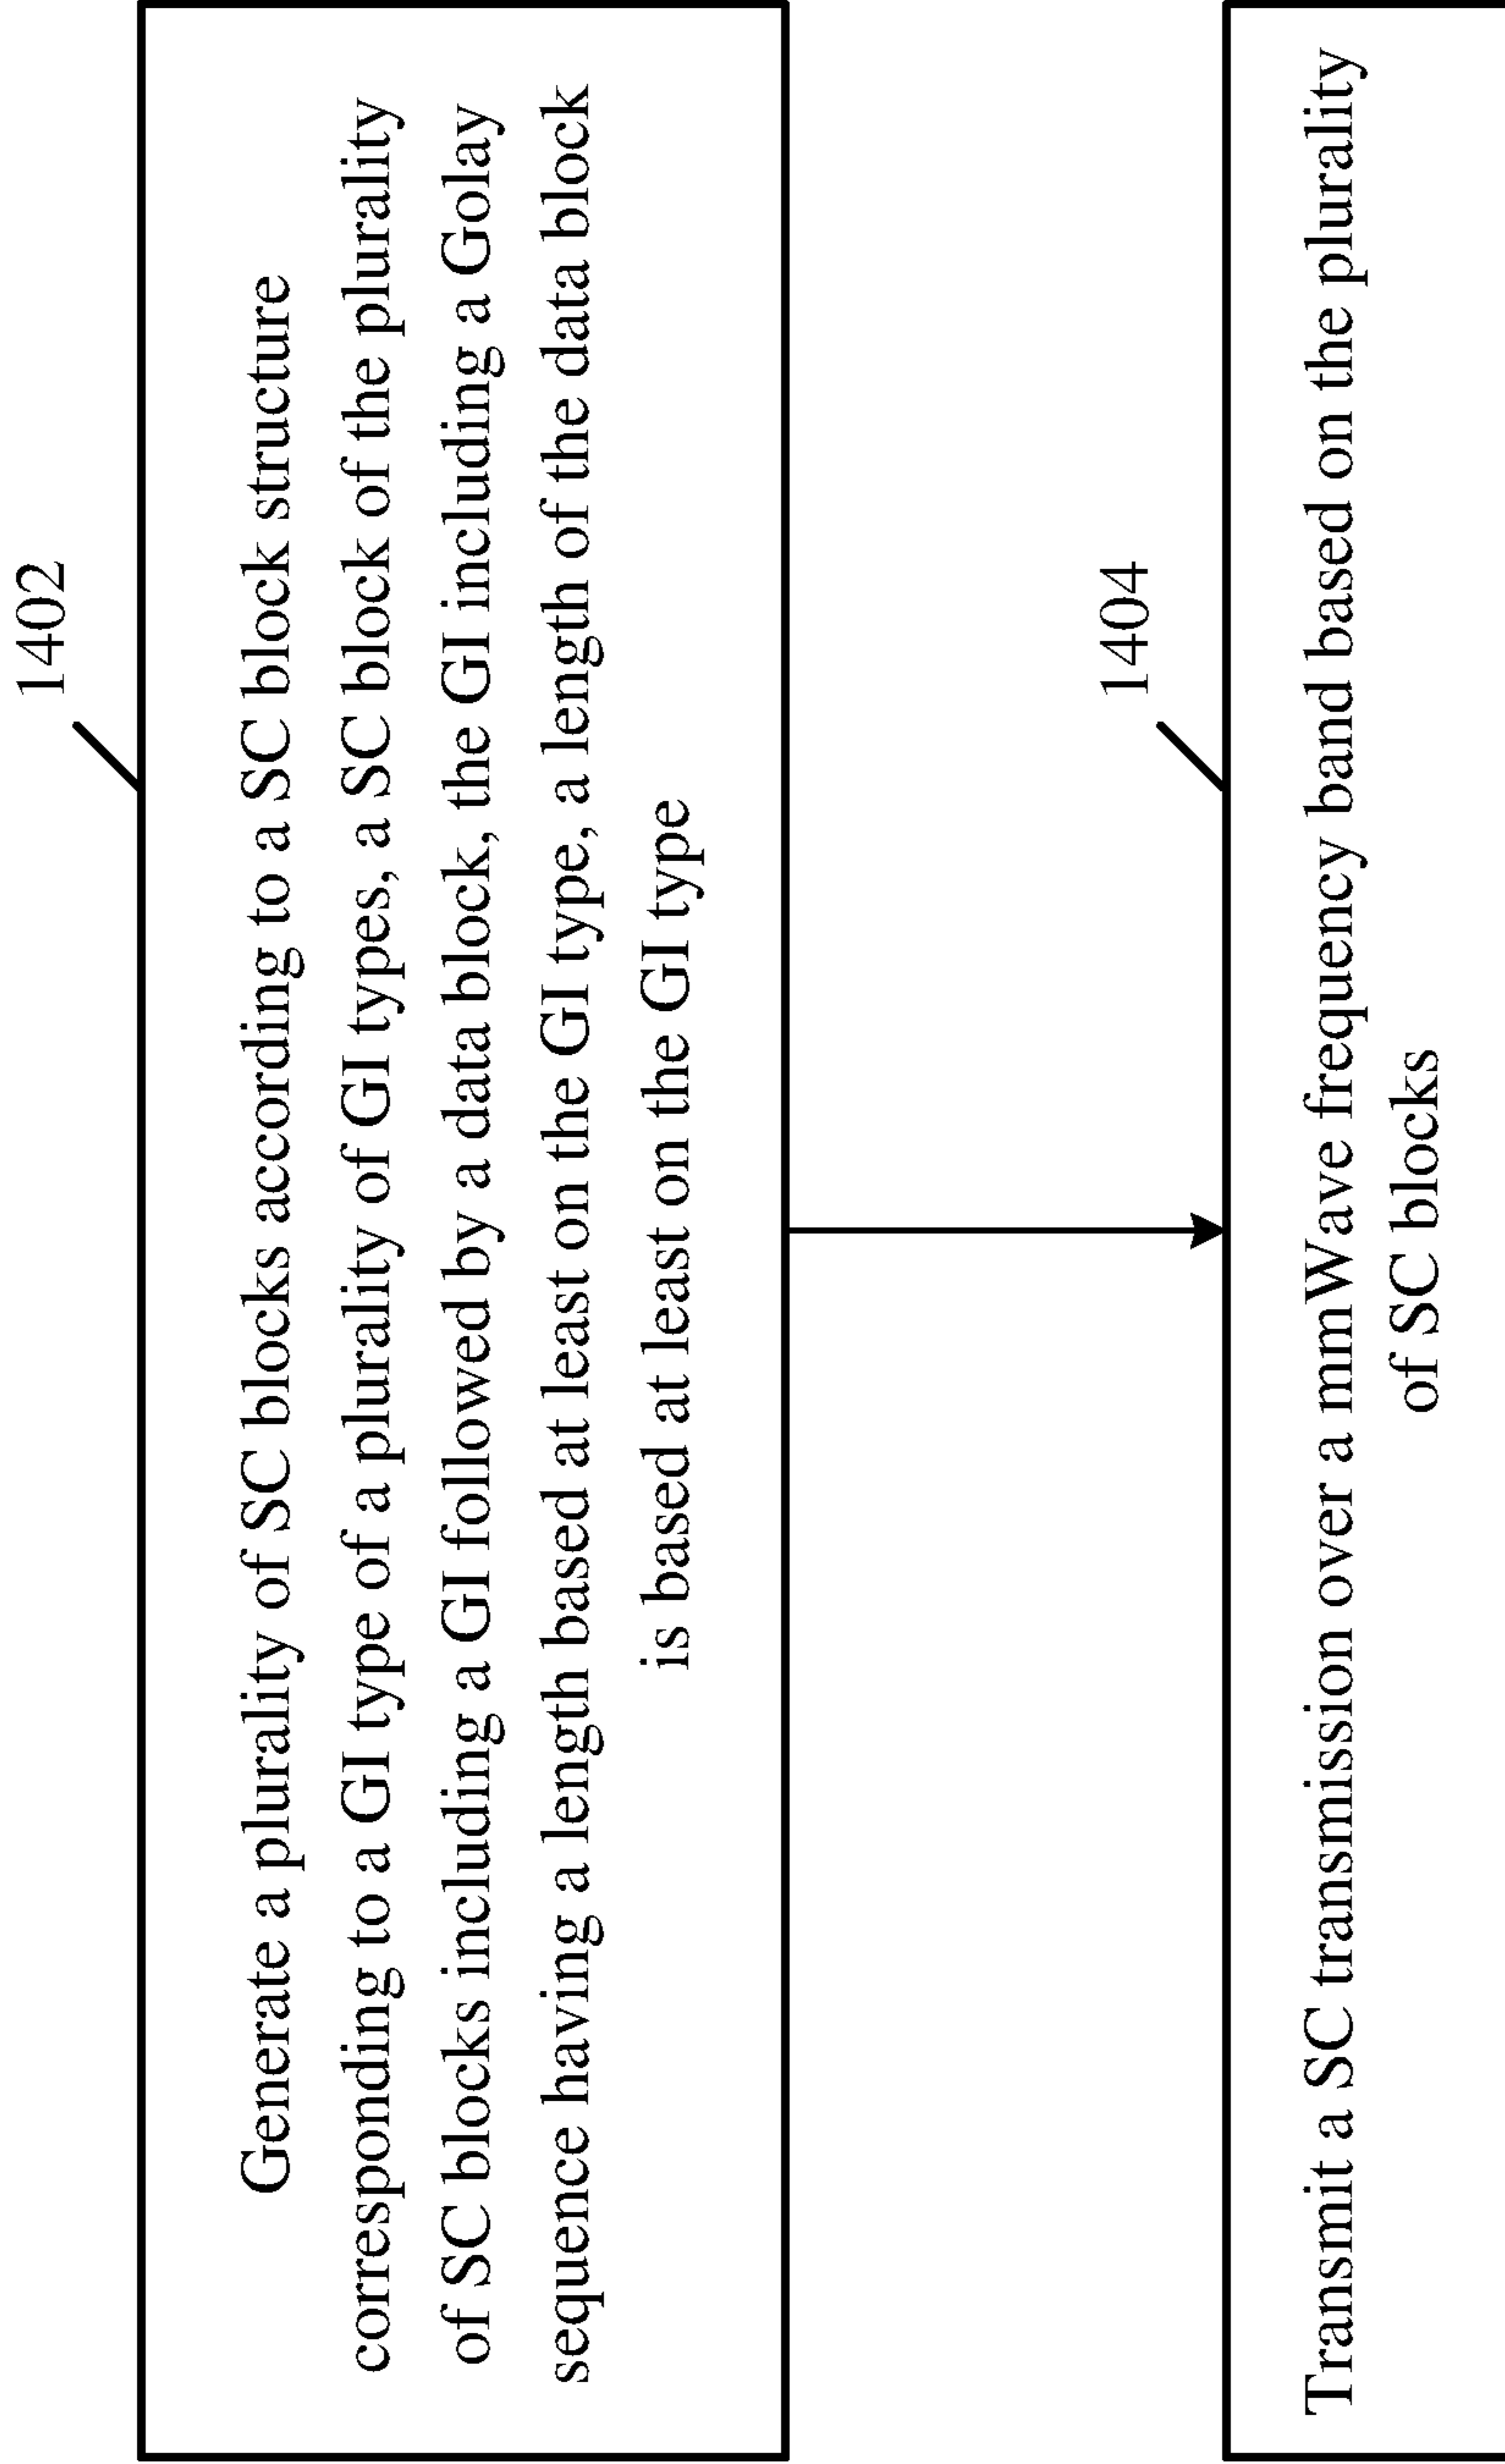 1402
Generate a plurality of SC blocks according to a SC block structure
corresponding to a GI type of a plurality of GI types, a SC block of the plurality
of SC blocks including a GI followed by a data block, the GI including a Golay
sequence having a length based at least on the GI type, a length of the data block
is based at least on the GI type
1404
Transmit a SC transmission over a mmWave frequency band based on the plurality
of SC blocks